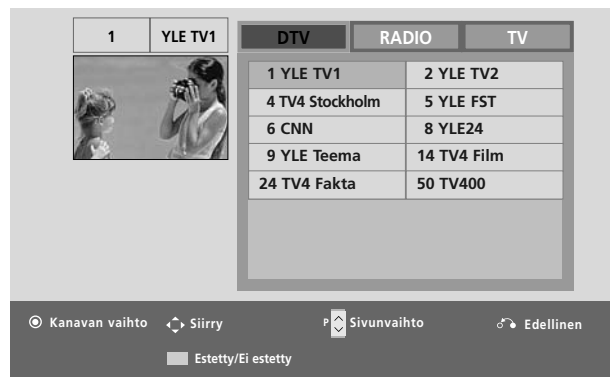 1 YLE TV1
DTV RADIO TV
1 YLE TV1 2 YLE TV2
4 TV4 Stockholm 5 YLE FST
6 CNN 8 YLE24
9 YLE Teema 14 TV4 Film
24 TV4 Fakta 50 TV400
Kanavan vaihto Siirry P Sivunvaihto Edellinen
Estetty/Ei estetty